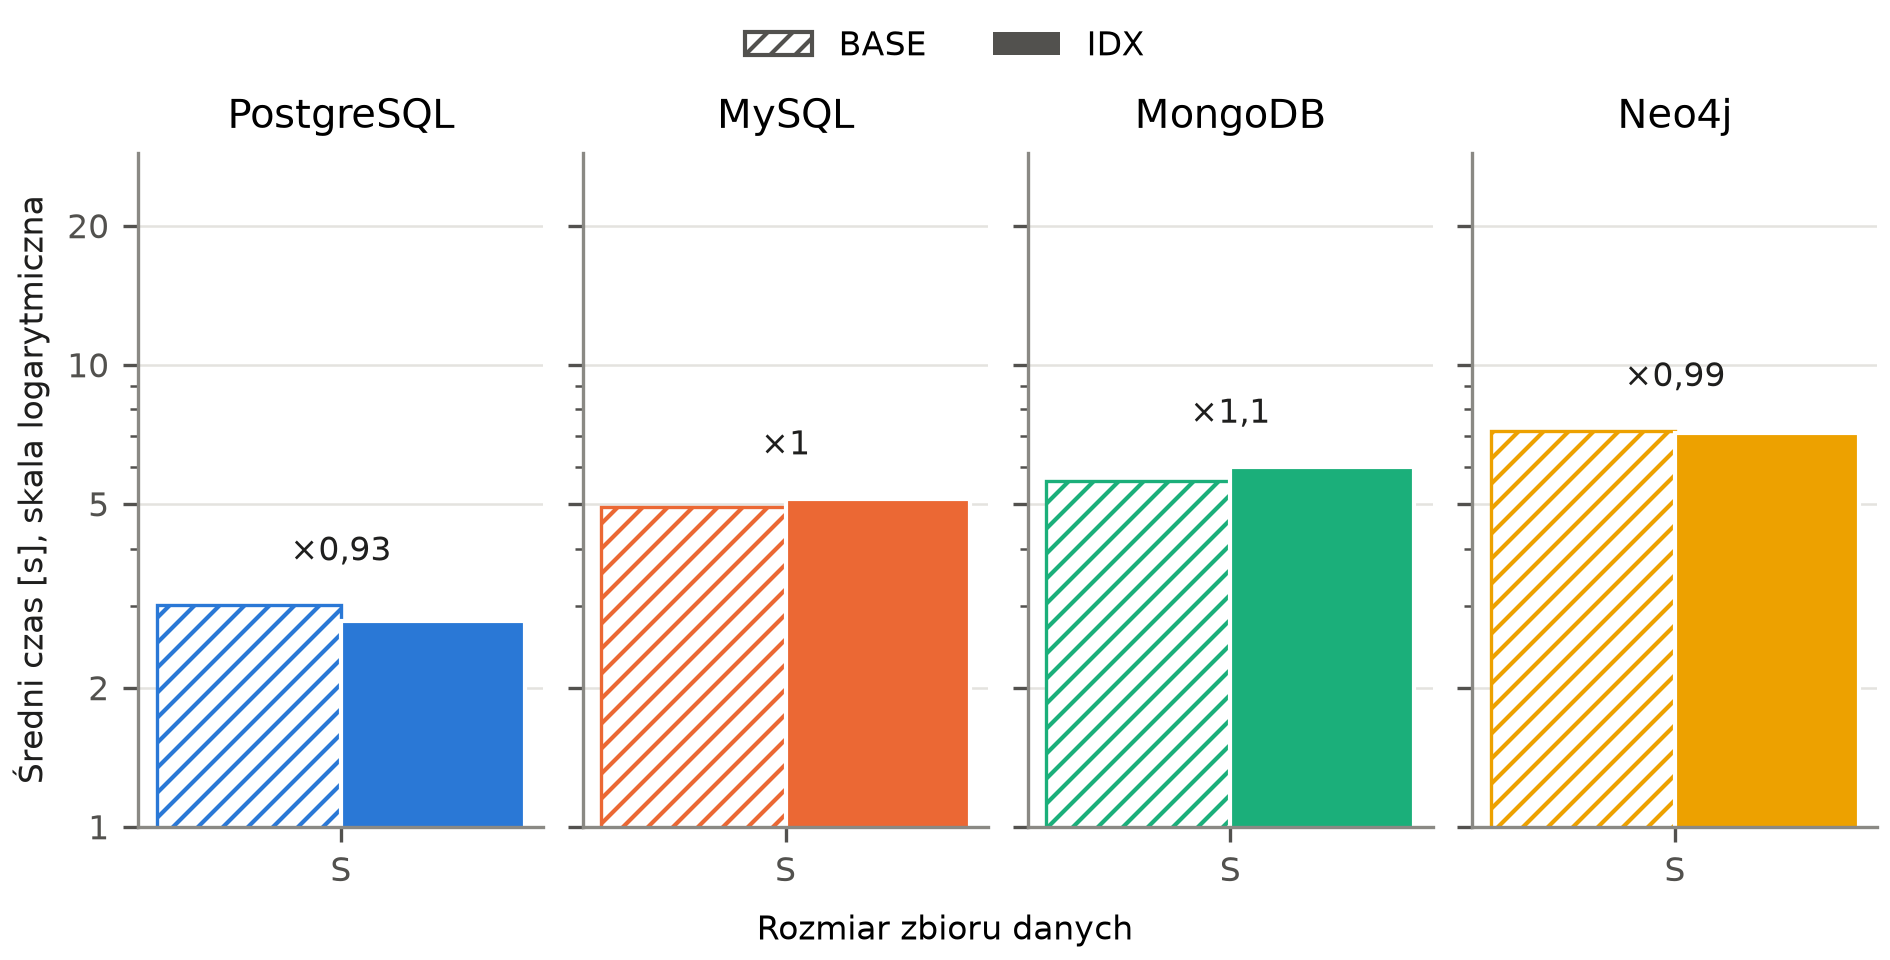 BASE IDX
PostgreSQL MySQL MongoDB Neo4j
Średni czas [s], skala logarytmiczna
20
10
5
2
1
×0,93
×1
×1,1
×0,99
S S S S
Rozmiar zbioru danych